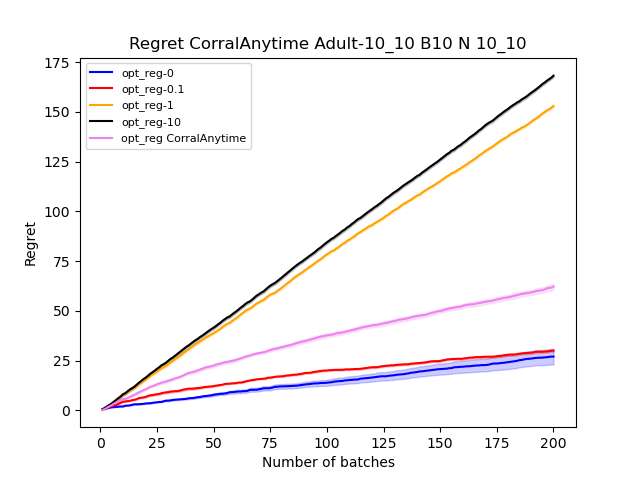 Regret CorralAnytime Adult-10_10 B10 N 10_10
175
150
125
100
75
50
25
0
Regret
opt_reg-0
opt_reg-0.1
opt_reg-1
opt_reg-10
opt_reg CorralAnytime
0 25 50 75 100 125 150 175 200
Number of batches